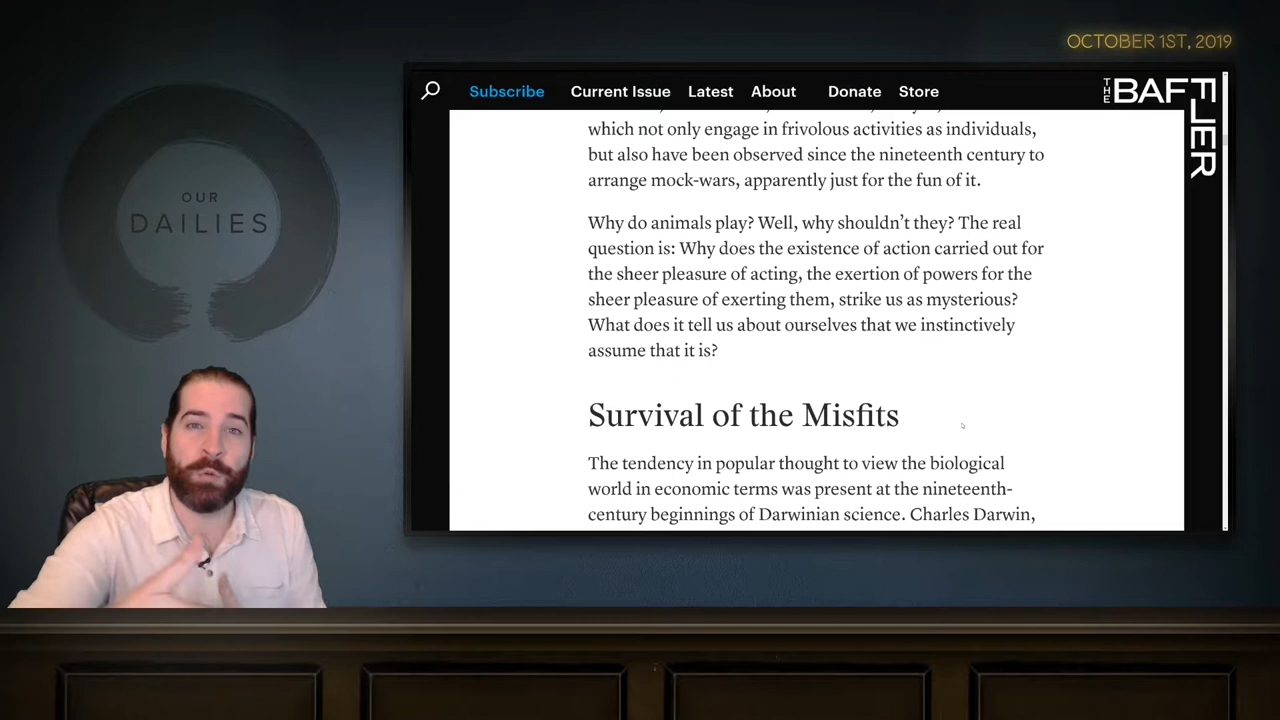 OCTOBER 1ST, 2019
Subscribe Current Issue Latest About Donate Store
THE BAFFLER
OUR
DAILIES
which not only engage in frivolous activities as individuals,
but also have been observed since the nineteenth century to
arrange mock-wars, apparently just for the fun of it.
Why do animals play? Well, why shouldn’t they? The real
question is: Why does the existence of action carried out for
the sheer pleasure of acting, the exertion of powers for the
sheer pleasure of exerting them, strike us as mysterious?
What does it tell us about ourselves that we instinctively
assume that it is?
Survival of the Misfits
The tendency in popular thought to view the biological
world in economic terms was present at the nineteenth-
century beginnings of Darwinian science. Charles Darwin,